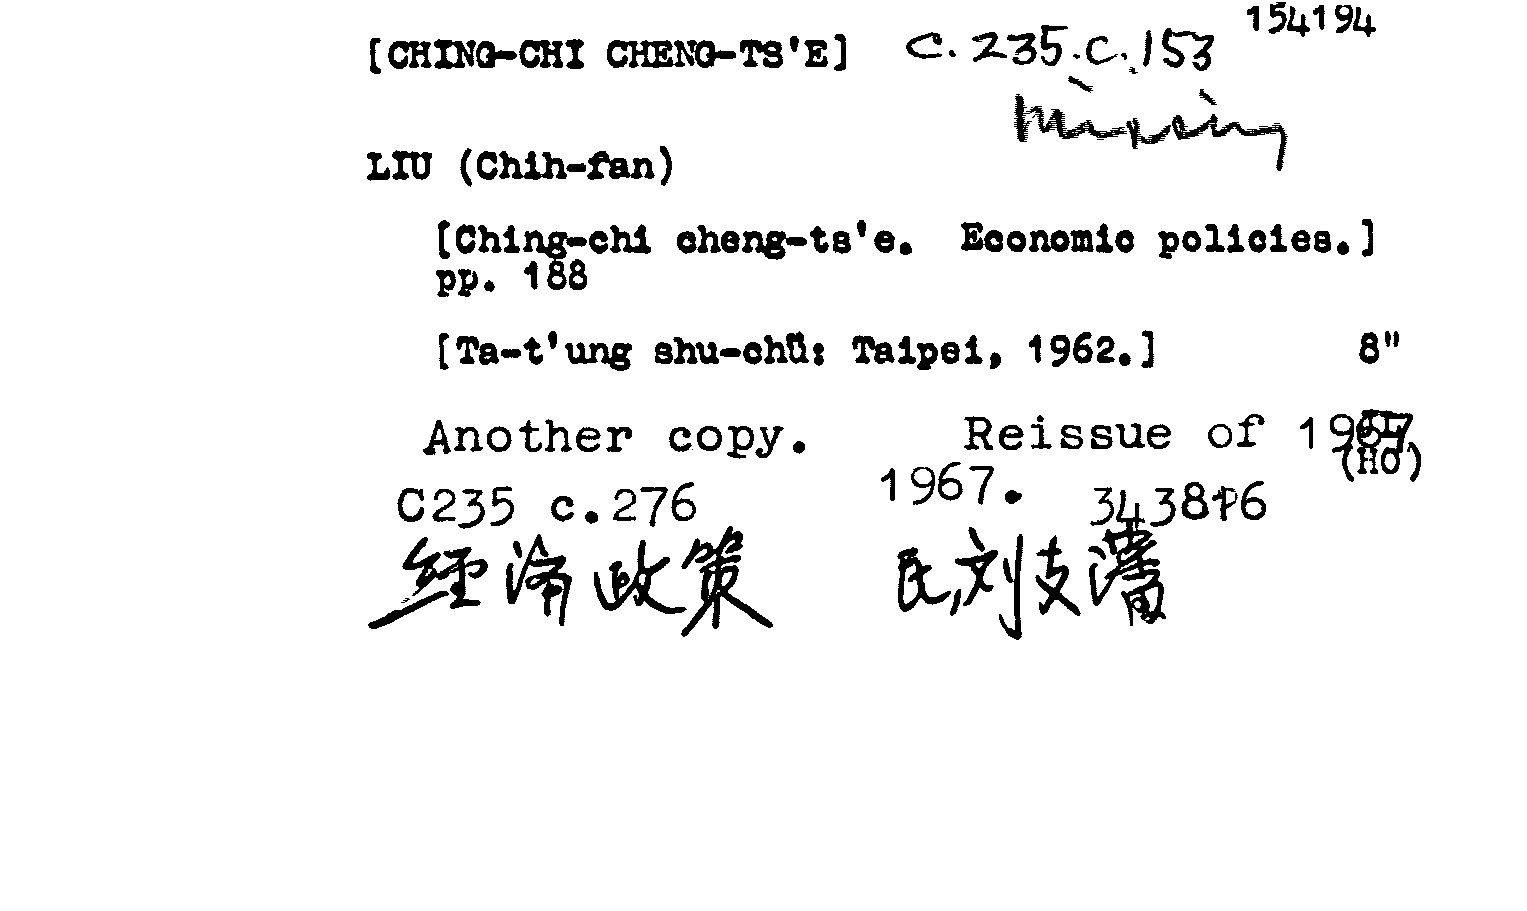 154194
[CHING-CHI CHENG-TS'E] C.235.c.153
Missing
LIU (Chih-fan)
[Ching-chi cheng-ts'e. Economic policies.]
pp. 188
[Ta-t'ung shu-chü: Taipei, 1962.] 8"
Another copy. Reissue of
(HO)
C235 c.276 1967.
經濟政策 民,刘支藩